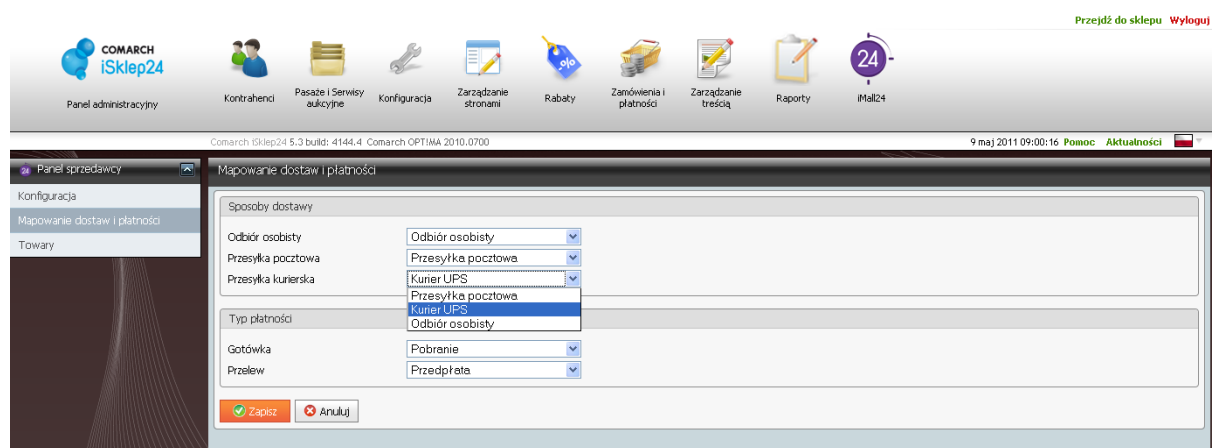 Przejdź do sklepu Wyloguj
COMARCH
iSklep24
Panel administracyjny
Kontrahenci
Pasaże i Serwisy
aukcyjne
Konfiguracja
Zarządzanie
stronami
%
Rabaty
Zamówienia i
płatności
Zarządzanie
treścią
Raporty
24
iMall24
Comarch iSklep24 5.3 build: 4144.4 Comarch OPT!MA 2010.0700
9 maj 2011 09:00:16 Pomoc Aktualności
24 Panel sprzedawcy
Konfiguracja
Mapowanie dostaw i płatności
Towary
Mapowanie dostaw i płatności
Sposoby dostawy
Odbiór osobisty Odbiór osobisty
Przesyłka pocztowa Przesyłka pocztowa
Przesyłka kurierska Kurier UPS
Przesyłka pocztowa
Kurier UPS
Odbiór osobisty
Typ płatności
Gotówka Pobranie
Przelew Przedpłata
Zapisz Anuluj